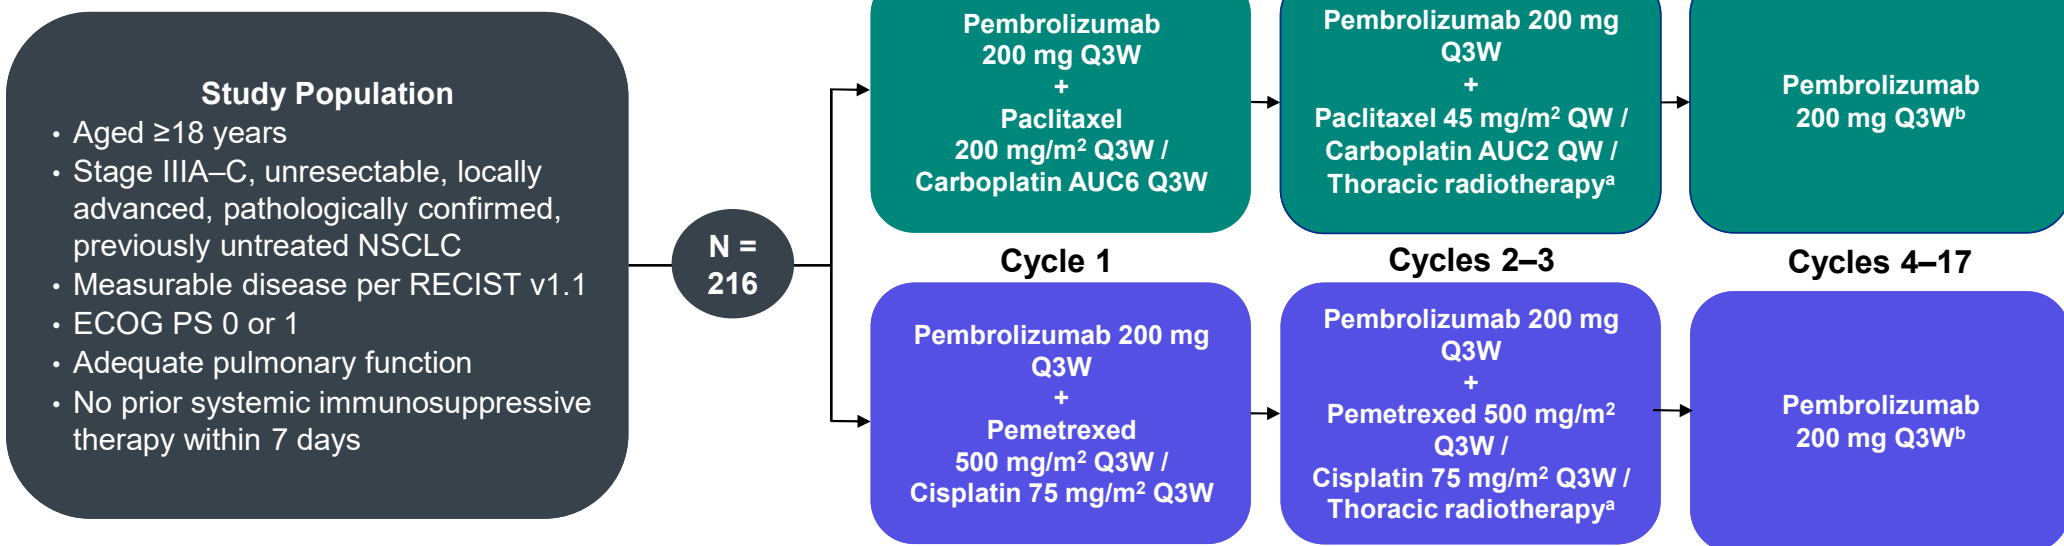 Study Population
• Aged ≥18 years
• Stage IIIA–C, unresectable, locally
advanced, pathologically confirmed,
previously untreated NSCLC
• Measurable disease per RECIST v1.1
• ECOG PS 0 or 1
• Adequate pulmonary function
• No prior systemic immunosuppressive
therapy within 7 days
N =
216
Pembrolizumab
200 mg Q3W
+
Paclitaxel
200 mg/m² Q3W /
Carboplatin AUC6 Q3W
Pembrolizumab 200 mg
Q3W
+
Paclitaxel 45 mg/m² QW /
Carboplatin AUC2 QW /
Thoracic radiotherapyᵃ
Pembrolizumab
200 mg Q3Wᵇ
Cycle 1
Cycles 2–3
Cycles 4–17
Pembrolizumab 200 mg
Q3W
+
Pemetrexed
500 mg/m² Q3W /
Cisplatin 75 mg/m² Q3W
Pembrolizumab 200 mg
Q3W
+
Pemetrexed 500 mg/m²
Q3W /
Cisplatin 75 mg/m² Q3W /
Thoracic radiotherapyᵃ
Pembrolizumab
200 mg Q3Wᵇ